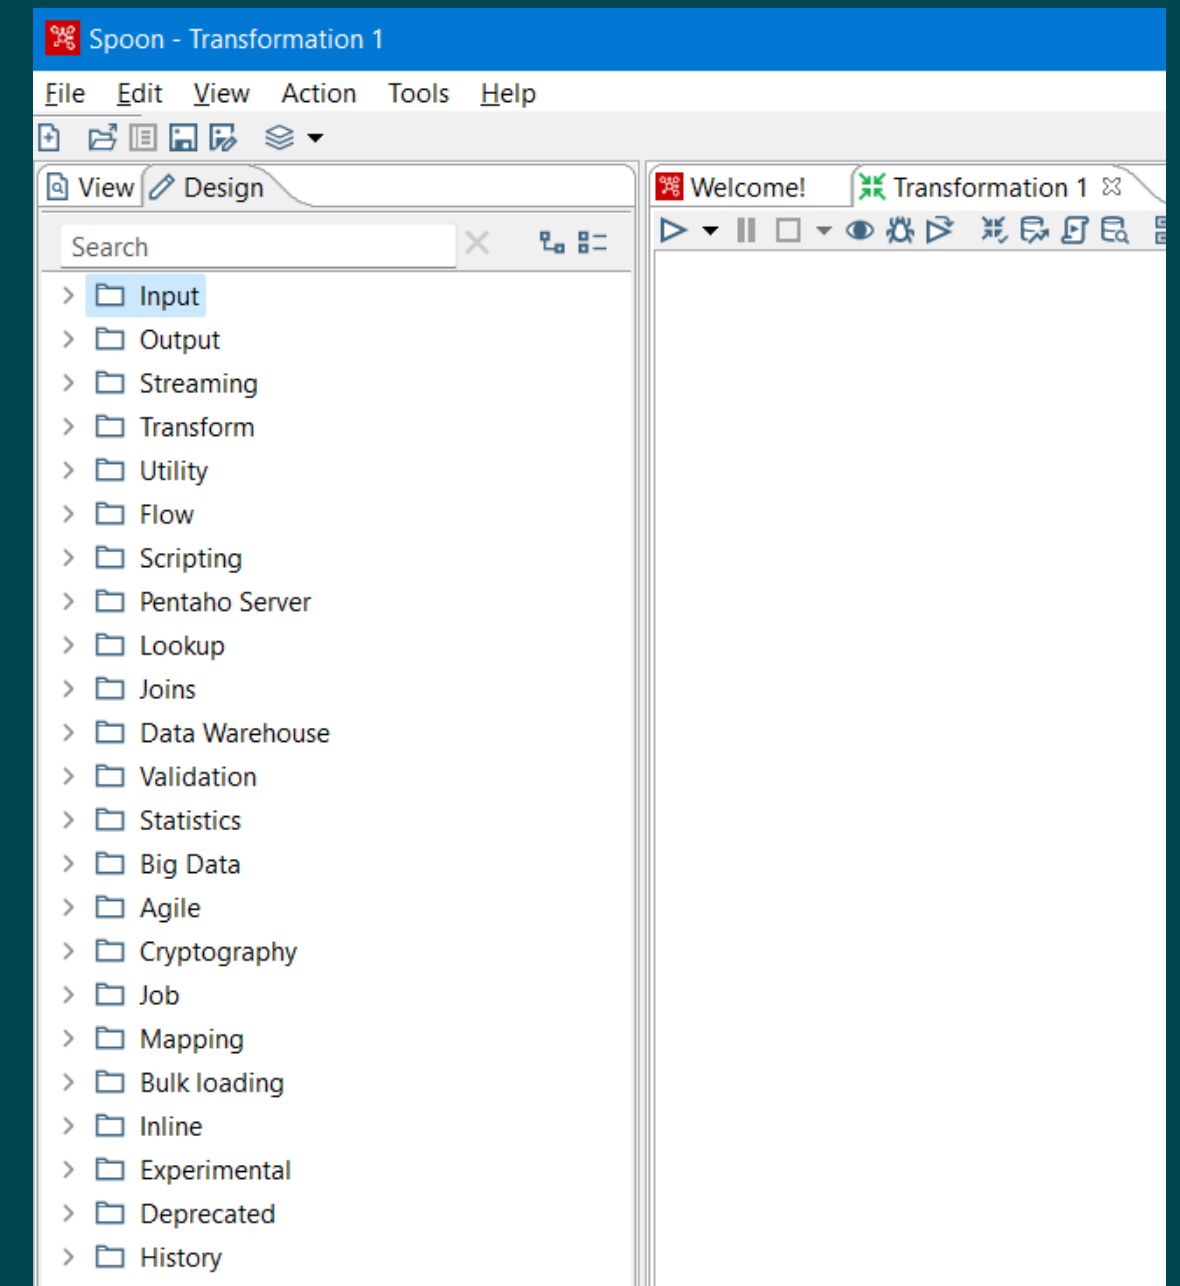 Spoon - Transformation 1
File Edit View Action Tools Help
View Design
Welcome! Transformation 1
Search
Input
Output
Streaming
Transform
Utility
Flow
Scripting
Pentaho Server
Lookup
Joins
Data Warehouse
Validation
Statistics
Big Data
Agile
Cryptography
Job
Mapping
Bulk loading
Inline
Experimental
Deprecated
History